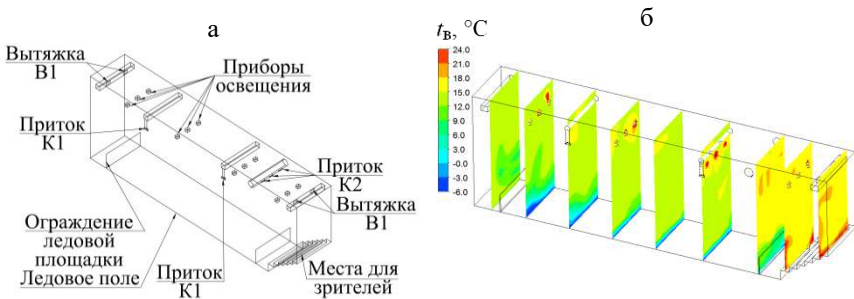 а
Вытяжка
В1
Приборы
освещения
Приток
К1
Приток
К2
Вытяжка
В1
Ограждение
ледовой
площадки
Ледовое поле
Приток
К1
Места для
зрителей
б
tв, °С
24.0
21.0
18.0
15.0
12.0
9.0
6.0
3.0
-0.0
-3.0
-6.0